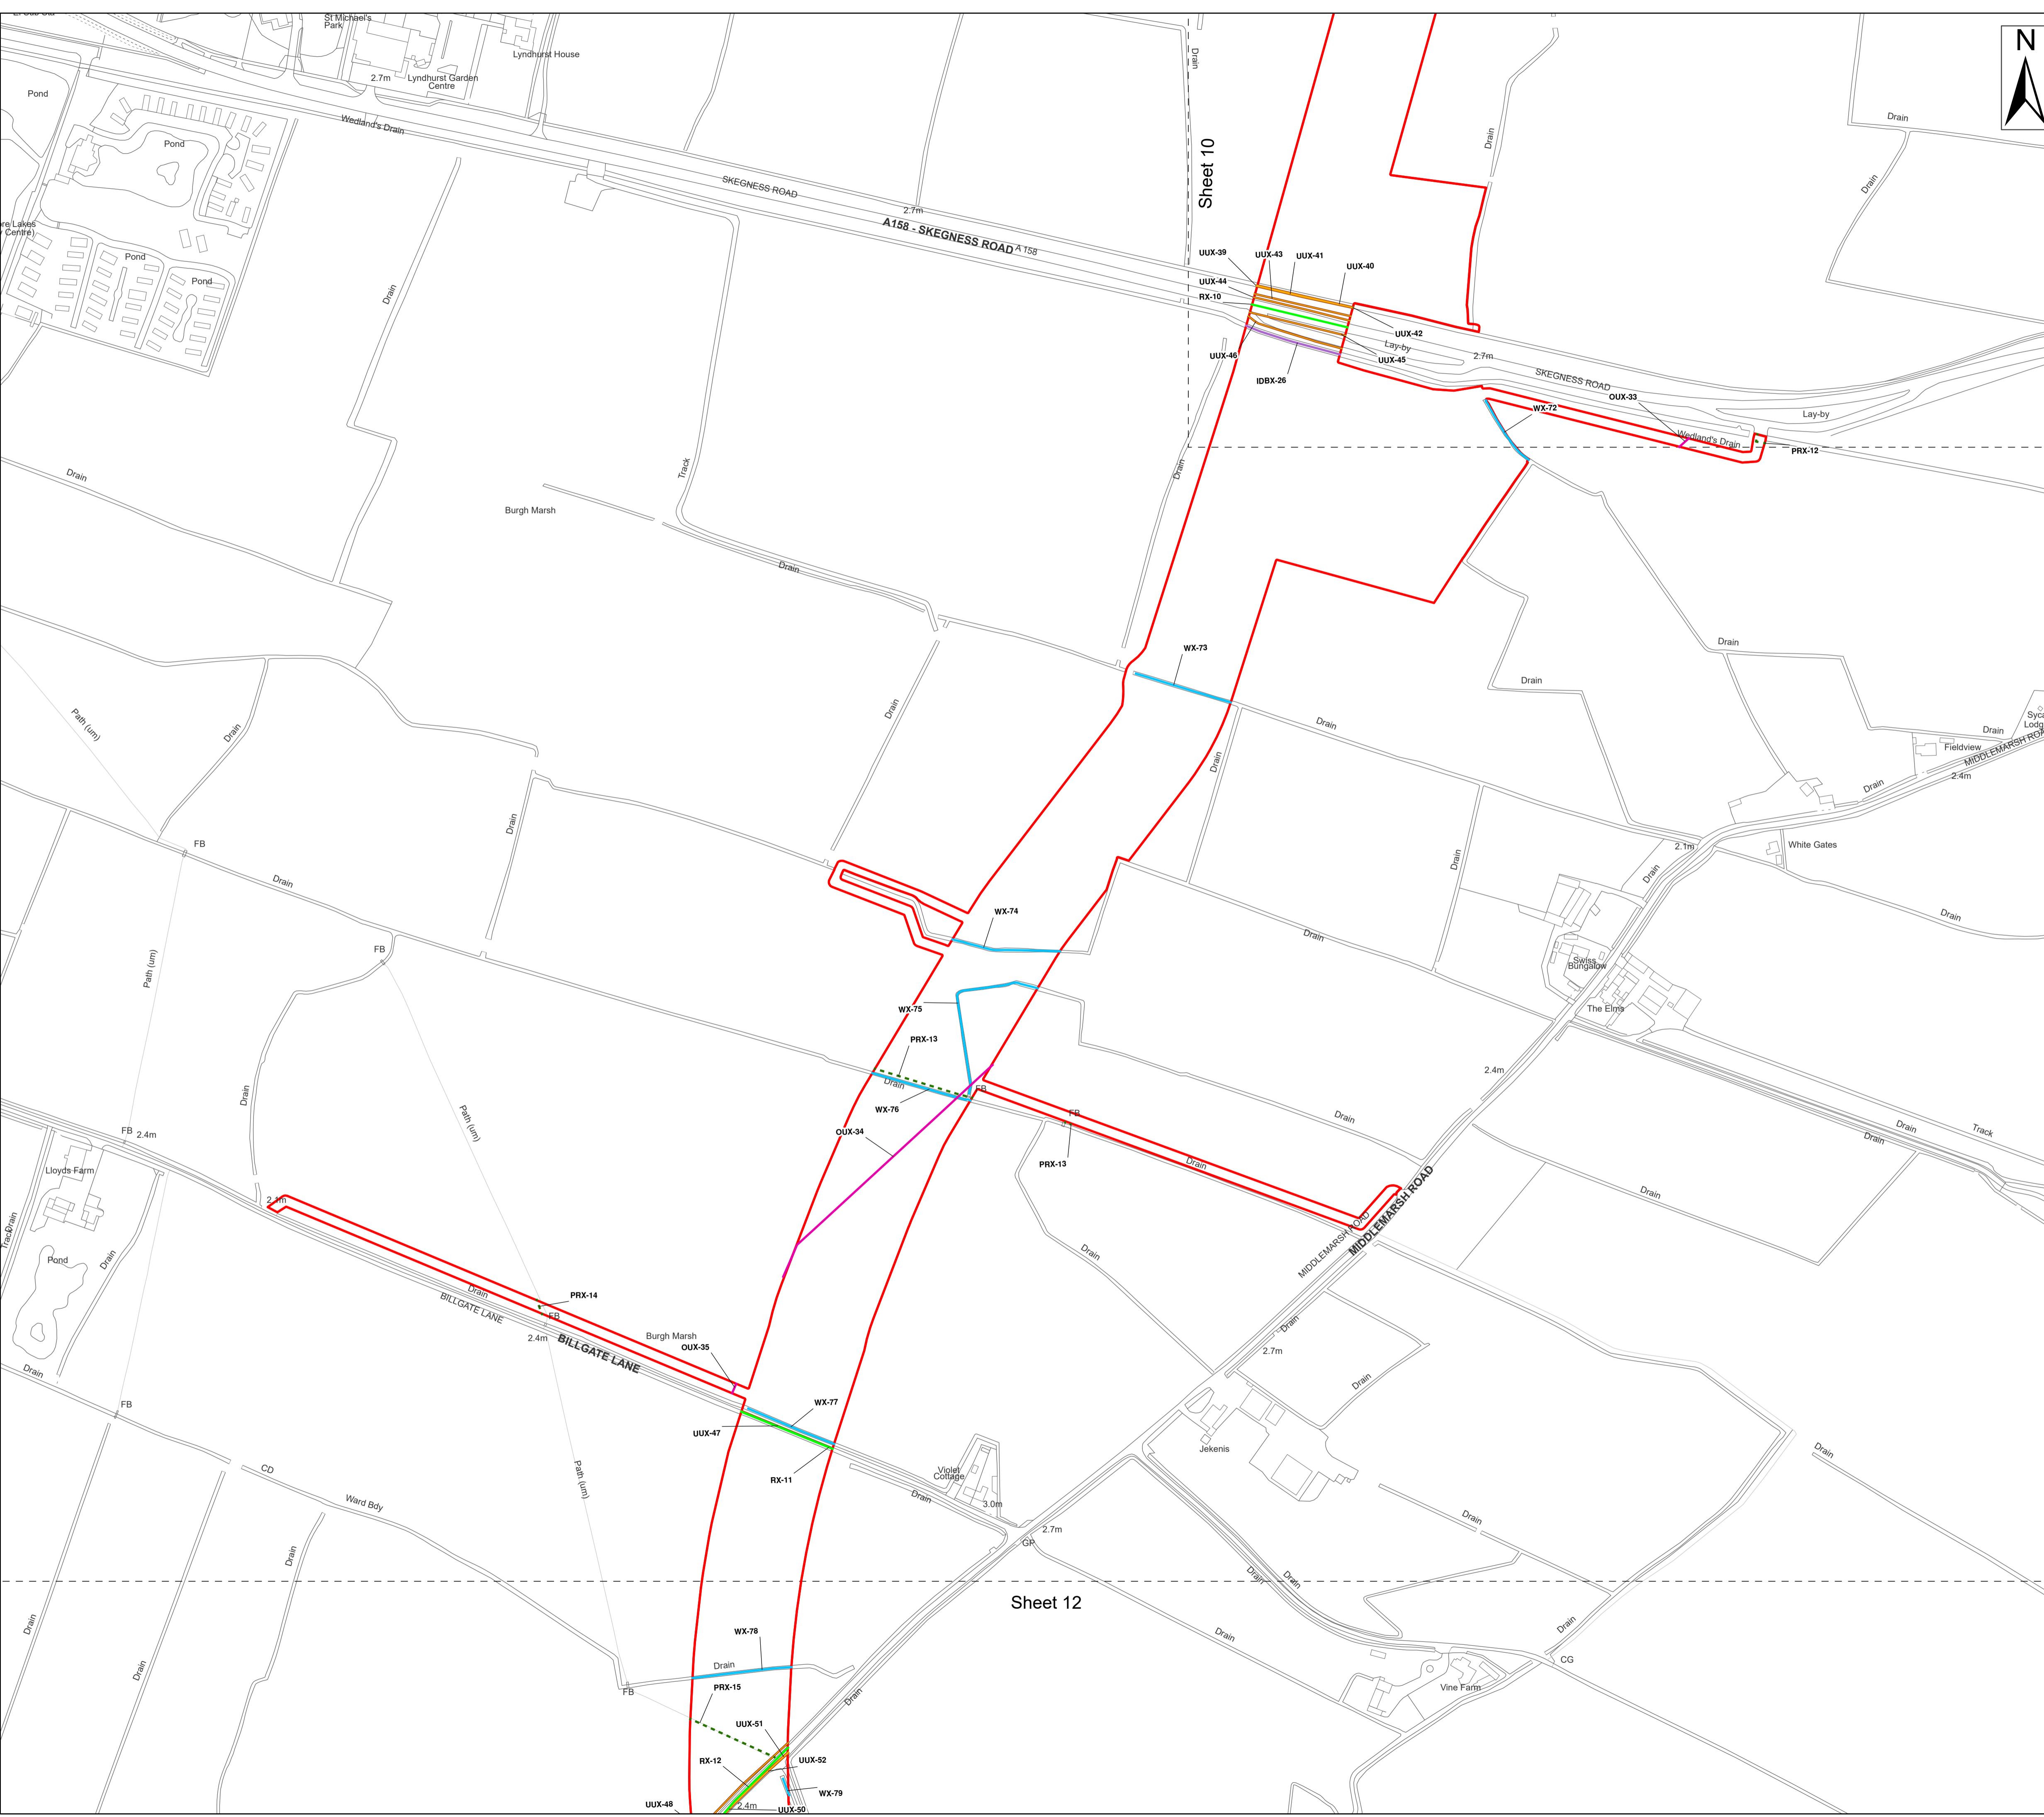 St Michael's
Park
Lyndhurst House
N
2.7m
Lyndhurst Garden
Centre
Pond
Drain
Wedland's Drain
Pond
Drain
Drain
Sheet 10
Drain
SKEGNESS ROAD
2.7m
A158 - SKEGNESS ROAD
A 158
Pond
Pond
Drain
UUX-39
UUX-43
UUX-41
UUX-40
UUX-44
RX-10
UUX-42
Lay-by
2.7m
UUX-46
UUX-45
IDBX-26
SKEGNESS ROAD
OUX-33
WX-72
Lay-by
Wedland's Drain
PRX-12
Track
Drain
Drain
Burgh Marsh
Drain
Drain
WX-73
Drain
Drain
Path (um)
Drain
Drain
Drain
Drain
Drain
Fieldview
MIDDLEMARSH ROA
2.4m
Drain
Drain
FB
2.1m
White Gates
Drain
Drain
Drain
WX-74
Drain
Drain
FB
Path (um)
Swiss
Bungalow
The Elms
WX-75
PRX-13
Drain
FB
WX-76
2.4m
Drain
Path (um)
FB
Drain
Drain
Track
Drain
FB
2.4m
OUX-34
PRX-13
Drain
MIDDLEMARSH ROAD
MIDDLEMARSH ROAD
Drain
Lloyds Farm
2.1m
Drain
Track
Pond
Drain
Drain
Drain
BILLGATE LANE
PRX-14
FB
2.4m
BILLGATE LANE
Burgh Marsh
OUX-35
Drain
2.7m
Drain
Drain
FB
WX-77
UUX-47
RX-11
Jekenis
Drain
CD
Path (um)
Violet
Cottage
Drain
3.0m
Ward Bdy
2.7m
GP
Drain
Drain
Drain
Drain
Sheet 12
Drain
WX-78
Drain
Drain
Drain
Drain
FB
PRX-15
CG
Vine Farm
Drain
UUX-51
RX-12
UUX-52
WX-79
UUX-48
2.4m
UUX-50